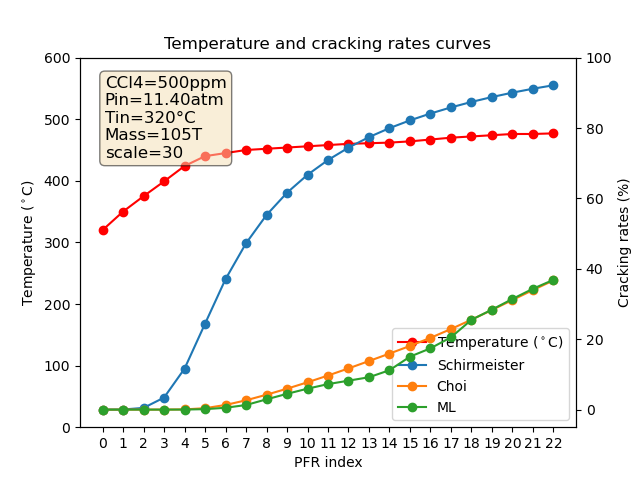 Temperature and cracking rates curves
CCl4=500ppm
Pin=11.40atm
Tin=320°C
Mass=105T
scale=30
Temperature (°C)
600
500
400
300
200
100
0
Cracking rates (%)
100
80
60
40
20
0
Temperature (°C)
Schirmeister
Choi
ML
0 1 2 3 4 5 6 7 8 9 10 11 12 13 14 15 16 17 18 19 20 21 22
PFR index